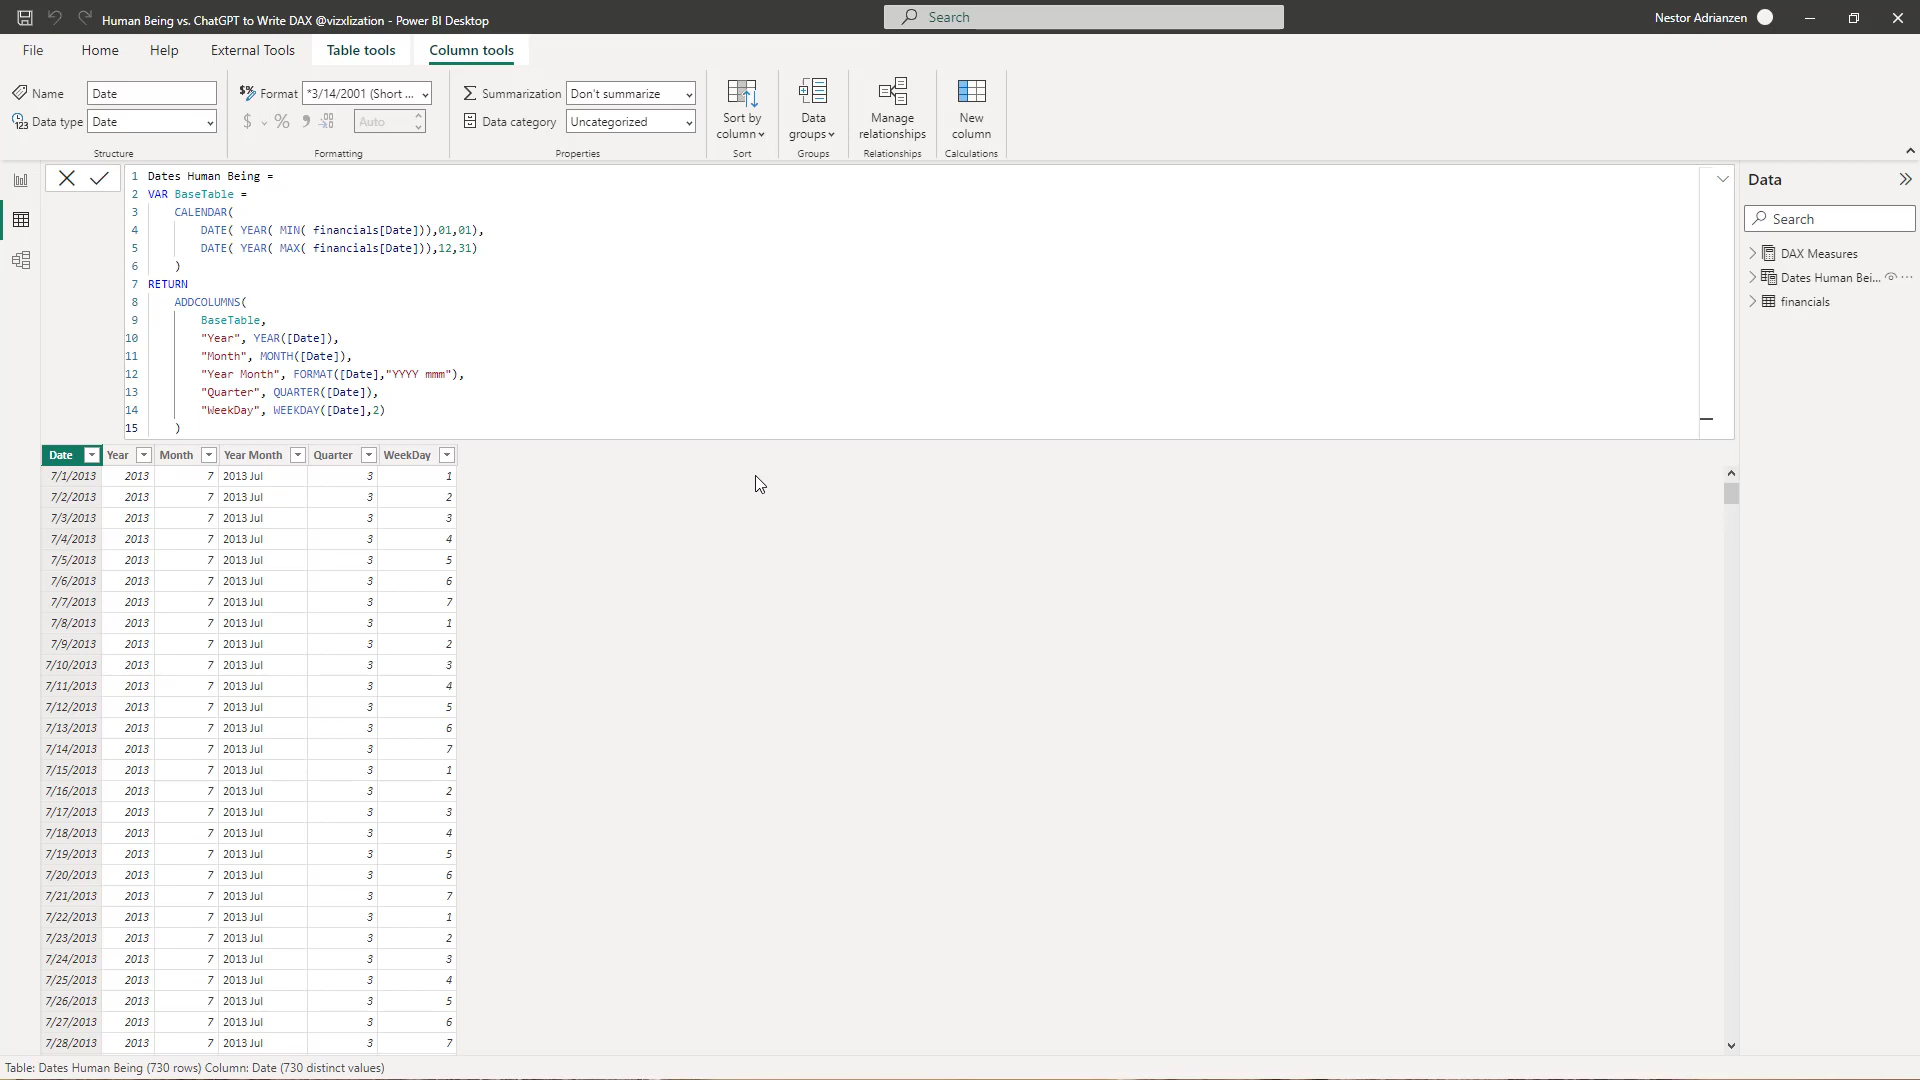 Human Being vs. ChatGPT to Write DAX @vizxlization - Power BI Desktop
Search
Nestor Adrianzen
File Home Help External Tools Table tools Column tools
Name Date
Data type Date
Structure
$% Format *3/14/2001 (Short ...
$ % 9 .00 Auto
Formatting
Summarization Don't summarize
Data category Uncategorized
Properties
Sort by column
Sort
Data groups
Groups
Manage relationships
Relationships
New column
Calculations
1 Dates Human Being =
2 VAR BaseTable =
3 CALENDAR(
4 DATE( YEAR( MIN( financials[Date])),01,01),
5 DATE( YEAR( MAX( financials[Date])),12,31)
6 )
7 RETURN
8 ADDCOLUMNS(
9 BaseTable,
10 "Year", YEAR([Date]),
11 "Month", MONTH([Date]),
12 "Year Month", FORMAT([Date],"YYYY mmm"),
13 "Quarter", QUARTER([Date]),
14 "WeekDay", WEEKDAY([Date],2)
15 )
Data
Search
DAX Measures
Dates Human Bei... ...
financials
Date Year Month Year Month Quarter WeekDay
7/1/2013 2013 7 2013 Jul 3 1
7/2/2013 2013 7 2013 Jul 3 2
7/3/2013 2013 7 2013 Jul 3 3
7/4/2013 2013 7 2013 Jul 3 4
7/5/2013 2013 7 2013 Jul 3 5
7/6/2013 2013 7 2013 Jul 3 6
7/7/2013 2013 7 2013 Jul 3 7
7/8/2013 2013 7 2013 Jul 3 1
7/9/2013 2013 7 2013 Jul 3 2
7/10/2013 2013 7 2013 Jul 3 3
7/11/2013 2013 7 2013 Jul 3 4
7/12/2013 2013 7 2013 Jul 3 5
7/13/2013 2013 7 2013 Jul 3 6
7/14/2013 2013 7 2013 Jul 3 7
7/15/2013 2013 7 2013 Jul 3 1
7/16/2013 2013 7 2013 Jul 3 2
7/17/2013 2013 7 2013 Jul 3 3
7/18/2013 2013 7 2013 Jul 3 4
7/19/2013 2013 7 2013 Jul 3 5
7/20/2013 2013 7 2013 Jul 3 6
7/21/2013 2013 7 2013 Jul 3 7
7/22/2013 2013 7 2013 Jul 3 1
7/23/2013 2013 7 2013 Jul 3 2
7/24/2013 2013 7 2013 Jul 3 3
7/25/2013 2013 7 2013 Jul 3 4
7/26/2013 2013 7 2013 Jul 3 5
7/27/2013 2013 7 2013 Jul 3 6
7/28/2013 2013 7 2013 Jul 3 7
Table: Dates Human Being (730 rows) Column: Date (730 distinct values)